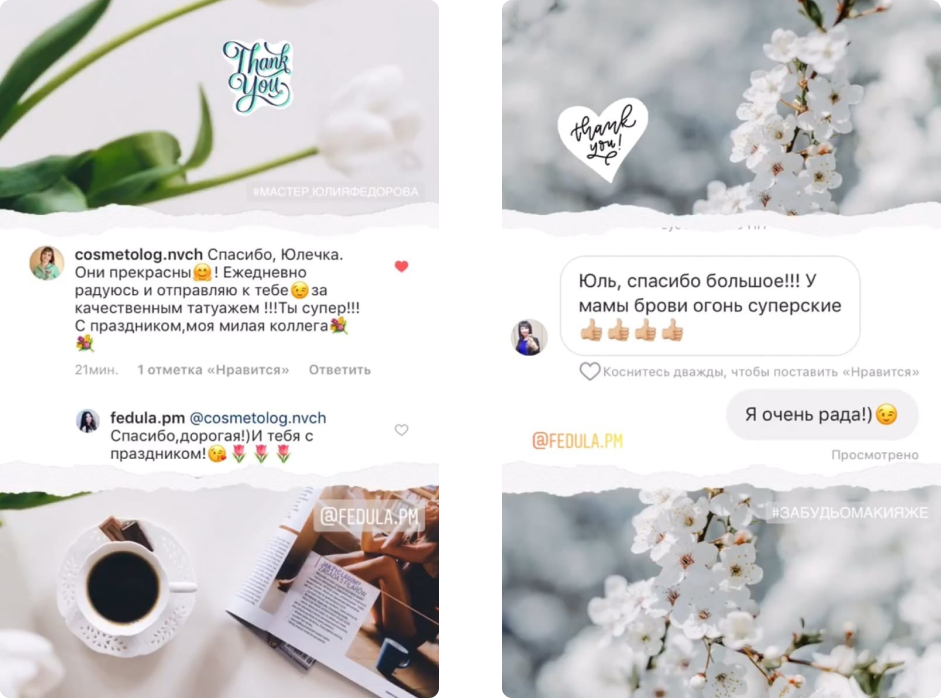 Thank
You
#МАСТЕР ЮЛИЯФЕДОРОВА
cosmetolog.nvch Спасибо, Юлечка.
Они прекрасны🤗! Ежедневно
радуюсь и отправляю к тебе😉за
качественным татуажем !!!Ты супер!!!
С праздником,моя милая коллега💐
💐
21мин. 1 отметка «Нравится» Ответить
fedula.pm @cosmetolog.nvch
Спасибо,дорогая!)И тебя с
праздником!😘🌷🌷🌷
@FEDULA.PM
thank
you!
Юль, спасибо большое!!! У
мамы брови огонь суперские
👍🏼👍🏼👍🏼👍🏼
Коснитесь дважды, чтобы поставить «Нравится»
Я очень рада!)😉
@FEDULA.PM
Просмотрено
#ЗАБУДЬОМАКИЯЖЕ